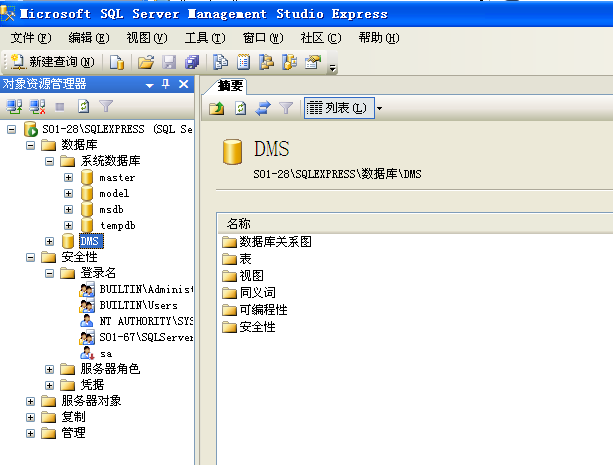 Microsoft SQL Server Management Studio Express
文件(F) 编辑(E) 视图(V) 工具(T) 窗口(W) 社区(C) 帮助(H)
新建查询(N)
对象资源管理器
摘要
列表(L)
SO1-28\SQLEXPRESS (SQL Se
数据库
系统数据库
master
model
msdb
tempdb
DMS
安全性
登录名
BUILTIN\Administ
BUILTIN\Users
NT AUTHORITY\SYS
SO1-67\SQLServer
sa
服务器角色
凭据
服务器对象
复制
管理
DMS
SO1-28\SQLEXPRESS\数据库\DMS
名称
数据库关系图
表
视图
同义词
可编程性
安全性